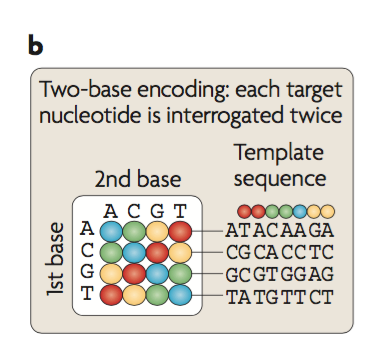 b
Two-base encoding: each target
nucleotide is interrogated twice
Template
sequence
2nd base
A C G T
1st base
A
C
G
T
ATACAAGA
CGCACCTC
GCGTGGAG
TATGTTCT